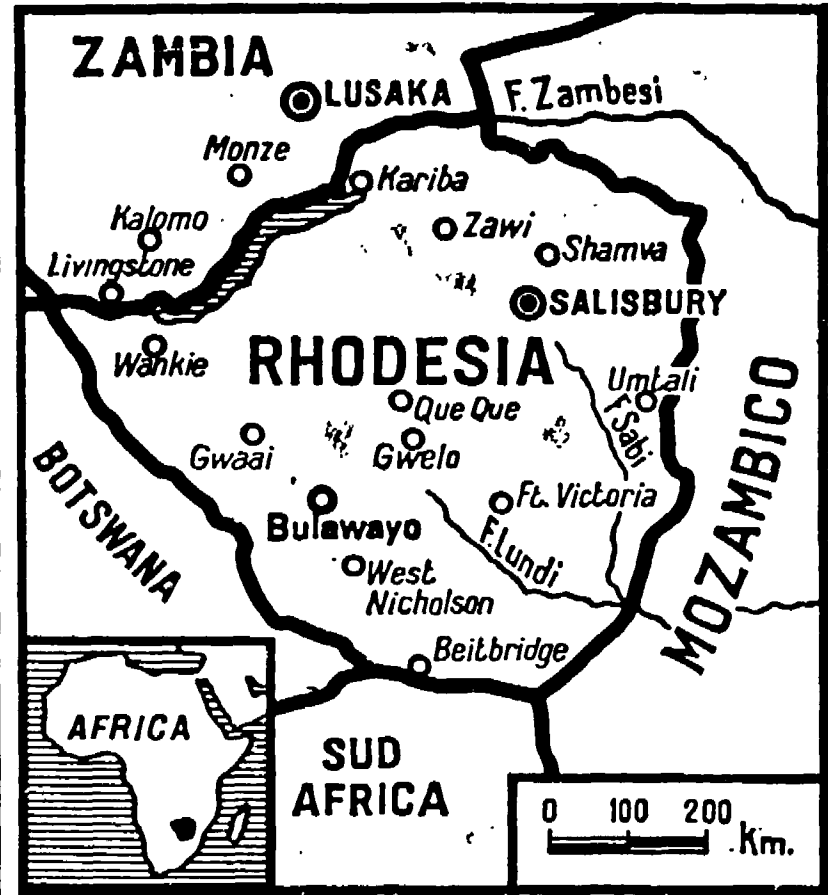 ZAMBIA
LUSAKA
F. Zambesi
Monze
Kariba
Kalomo
Zawi
Shamva
Livingstone
SALISBURY
Wankie
RHODESIA
Umtali
Que Que
F Sabi
Gwaai
Gwelo
Ft. Victoria
BOTSWANA
Bulawayo
F. Lundi
MOZAMBICO
West
Nicholson
Beitbridge
AFRICA
SUD
AFRICA
0 100 200
Km.